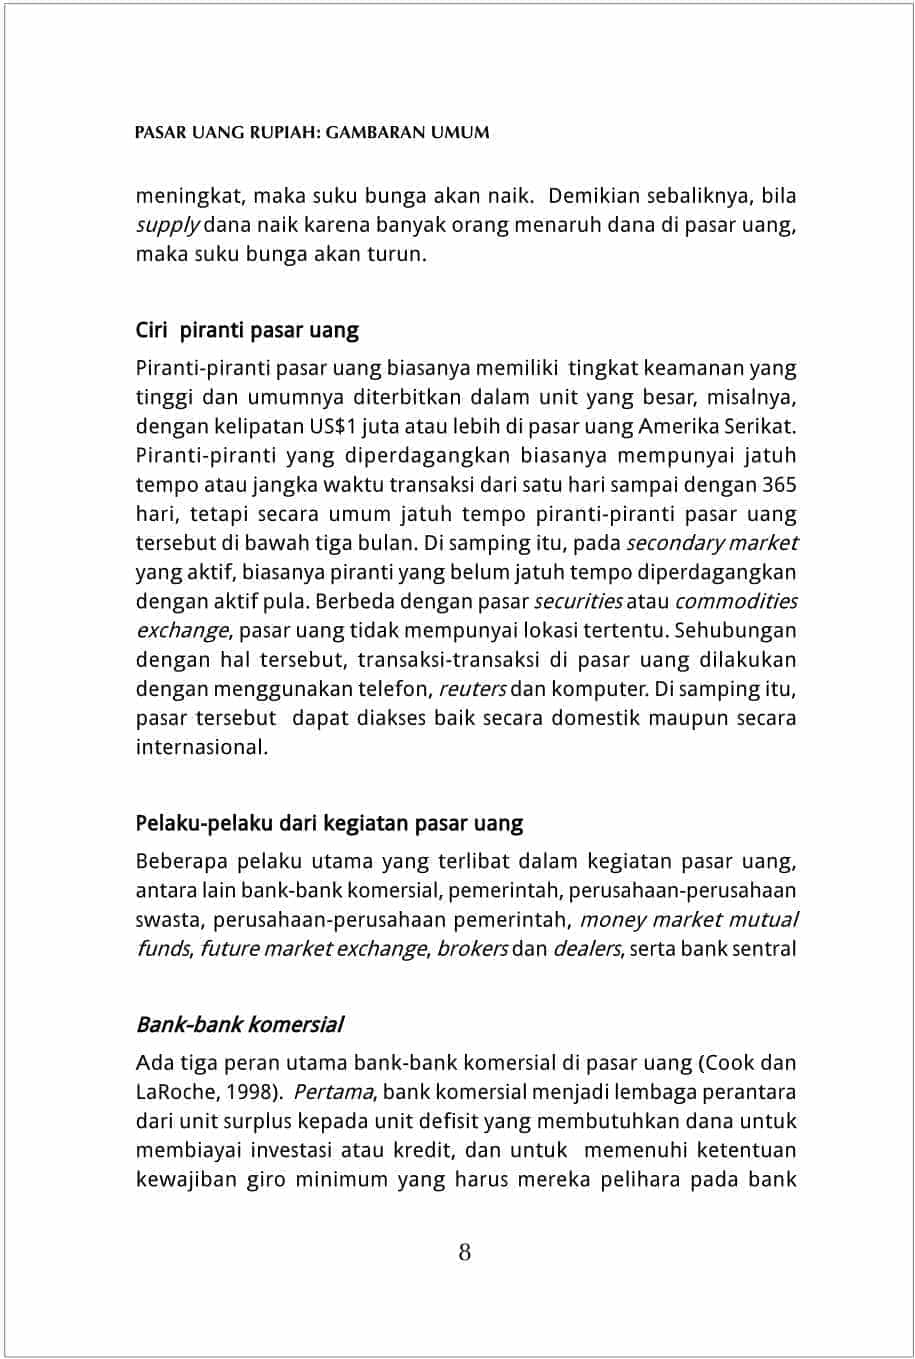 PASAR UANG RUPIAH: GAMBARAN UMUM
meningkat, maka suku bunga akan naik.  Demikian sebaliknya, bila
supply dana naik karena banyak orang menaruh dana di pasar uang,
maka suku bunga akan turun.
Ciri  piranti pasar uang
Piranti-piranti pasar uang biasanya memiliki  tingkat keamanan yang
tinggi dan umumnya diterbitkan dalam unit yang besar, misalnya,
dengan kelipatan US$1 juta atau lebih di pasar uang Amerika Serikat.
Piranti-piranti yang diperdagangkan biasanya mempunyai jatuh
tempo atau jangka waktu transaksi dari satu hari sampai dengan 365
hari, tetapi secara umum jatuh tempo piranti-piranti pasar uang
tersebut di bawah tiga bulan. Di samping itu, pada secondary market
yang aktif, biasanya piranti yang belum jatuh tempo diperdagangkan
dengan aktif pula. Berbeda dengan pasar securities atau commodities
exchange, pasar uang tidak mempunyai lokasi tertentu. Sehubungan
dengan hal tersebut, transaksi-transaksi di pasar uang dilakukan
dengan menggunakan telefon, reuters dan komputer. Di samping itu,
pasar tersebut  dapat diakses baik secara domestik maupun secara
internasional.
Pelaku-pelaku dari kegiatan pasar uang
Beberapa pelaku utama yang terlibat dalam kegiatan pasar uang,
antara lain bank-bank komersial, pemerintah, perusahaan-perusahaan
swasta, perusahaan-perusahaan pemerintah, money market mutual
funds, future market exchange, brokers dan dealers, serta bank sentral
Bank-bank komersial
Ada tiga peran utama bank-bank komersial di pasar uang (Cook dan
LaRoche, 1998).  Pertama, bank komersial menjadi lembaga perantara
dari unit surplus kepada unit defisit yang membutuhkan dana untuk
membiayai investasi atau kredit, dan untuk  memenuhi ketentuan
kewajiban giro minimum yang harus mereka pelihara pada bank
8